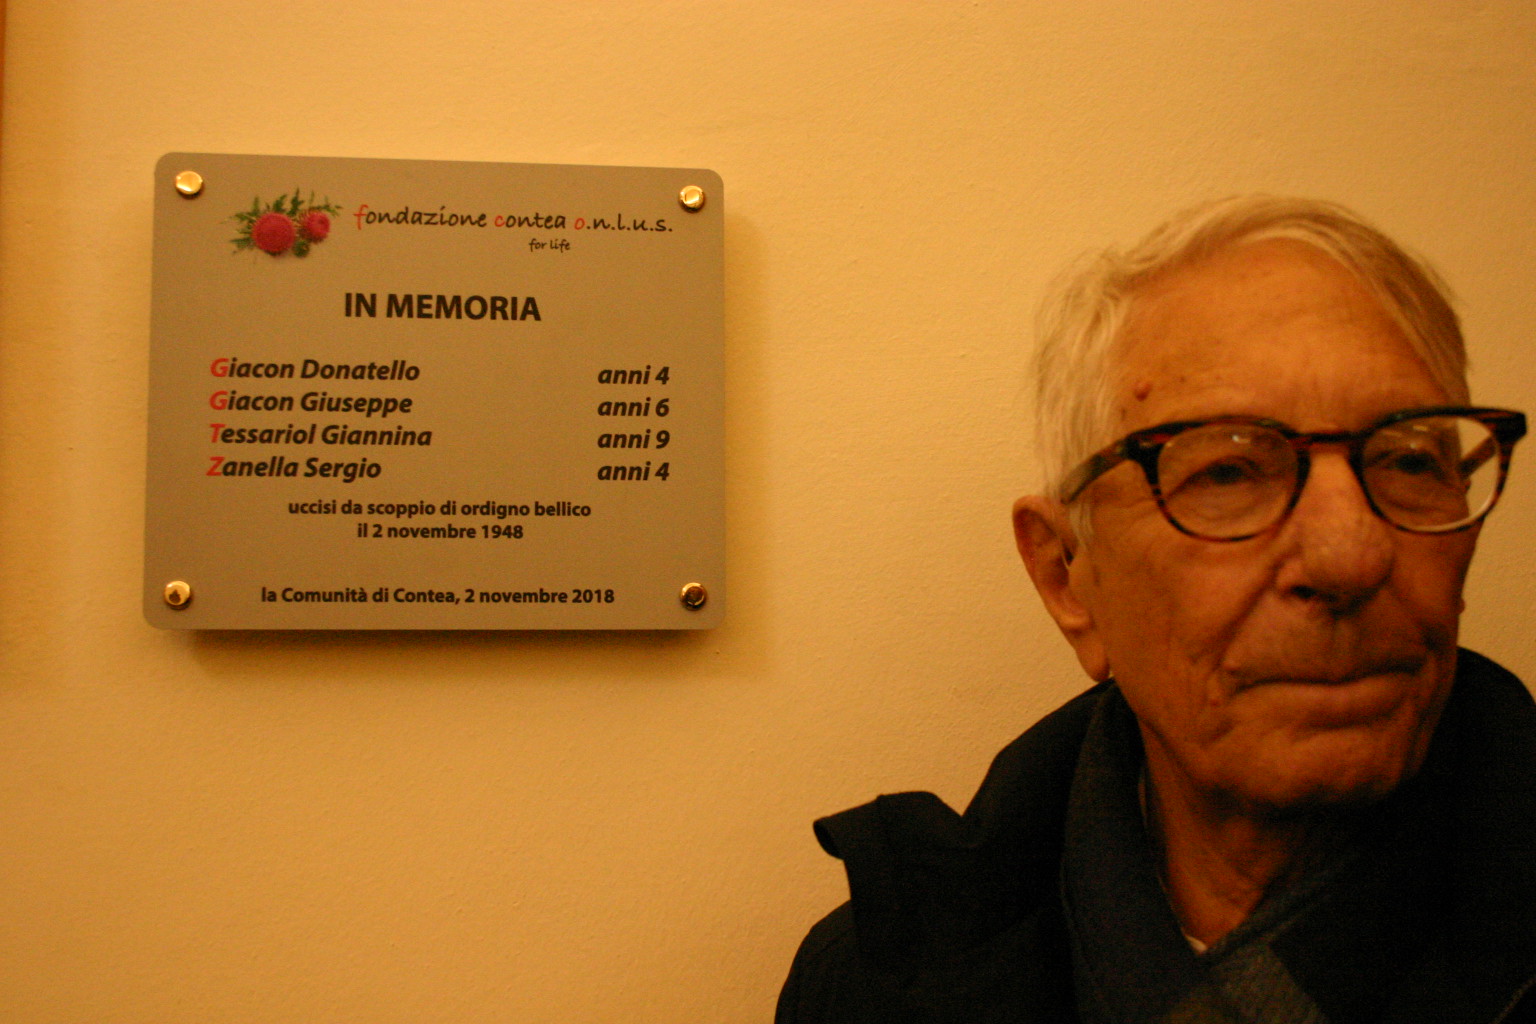 fondazione contea o.n.l.u.s.
for life
IN MEMORIA
Giacon Donatello anni 4
Giacon Giuseppe anni 6
Tessariol Giannina anni 9
Zanella Sergio anni 4
uccisi da scoppio di ordigno bellico
il 2 novembre 1948
la Comunità di Contea, 2 novembre 2018